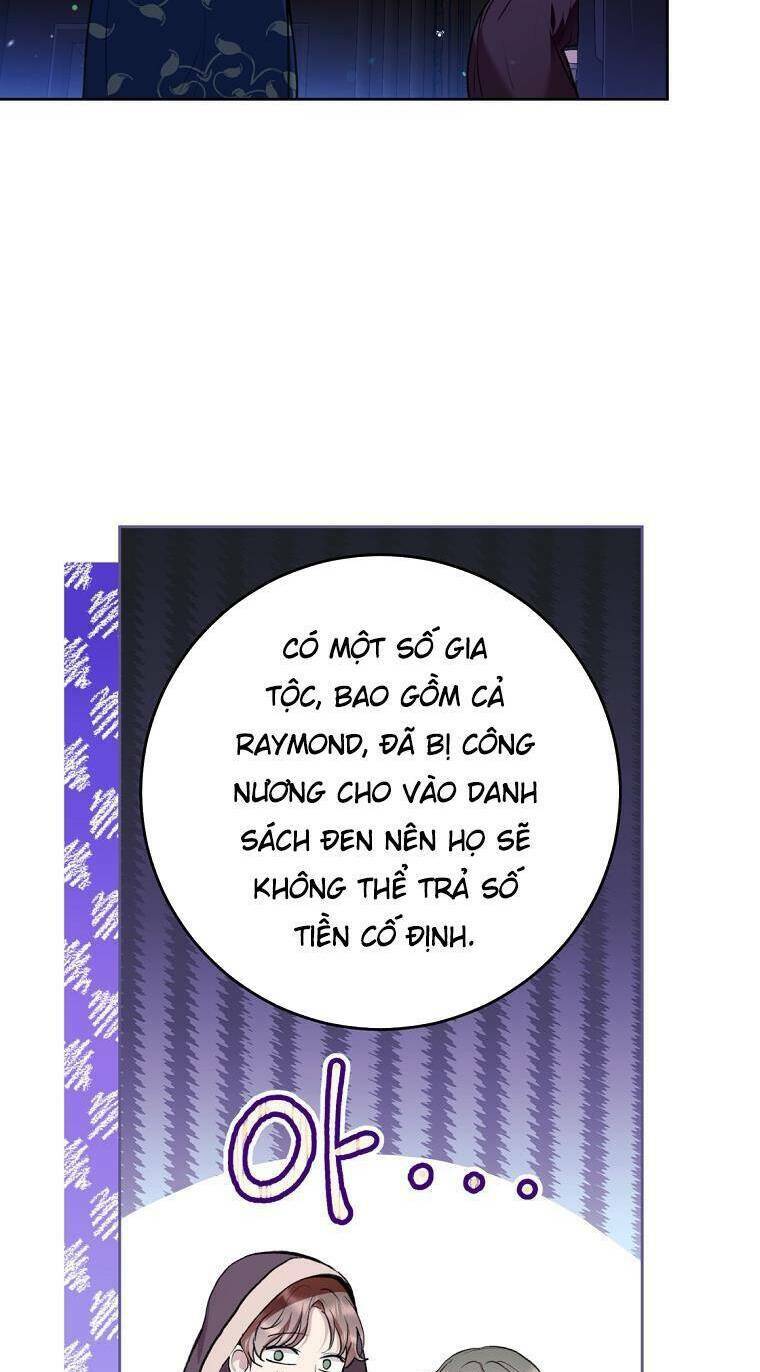 CÓ MỘT SỐ GIA
TỘC, BAO GỒM CẢ
RAYMOND, ĐÃ BỊ CÔNG
NƯƠNG CHO VÀO DANH
SÁCH ĐEN NÊN HỌ SẼ
KHÔNG THỂ TRẢ SỐ
TIỀN CỐ ĐỊNH.
아...